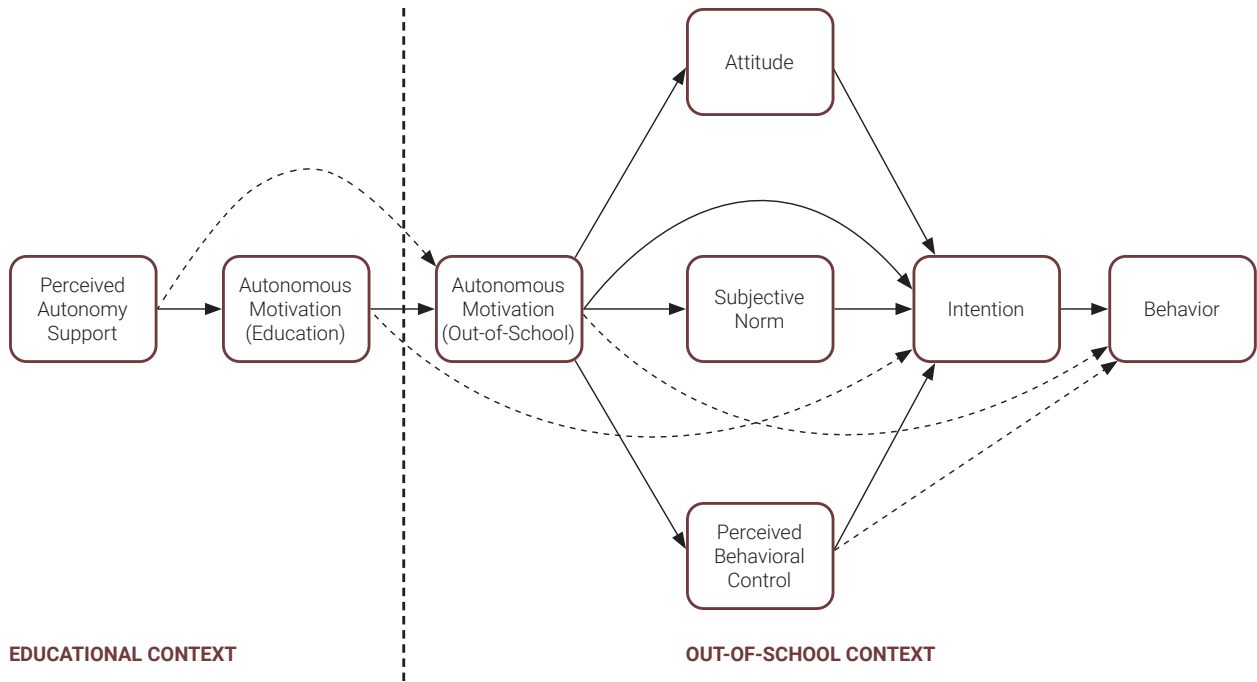 Attitude
Perceived
Autonomy
Support
Autonomous
Motivation
(Education)
Autonomous
Motivation
(Out-of-School)
Subjective
Norm
Intention
Behavior
Perceived
Behavioral
Control
EDUCATIONAL CONTEXT
OUT-OF-SCHOOL CONTEXT